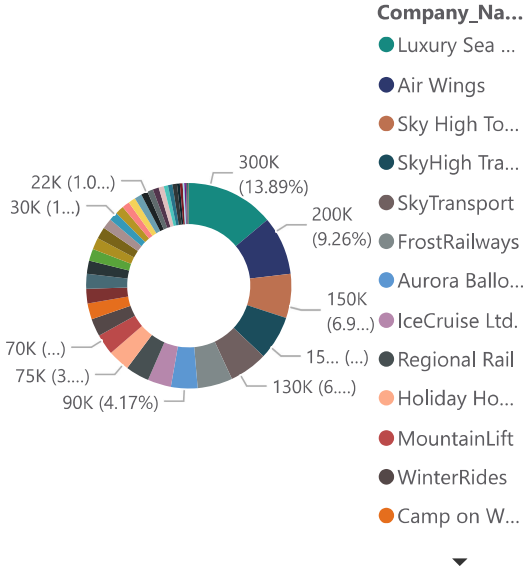 Company_Na...
Luxury Sea ...
Air Wings
Sky High To...
SkyHigh Tra...
SkyTransport
FrostRailways
Aurora Ballo...
IceCruise Ltd.
Regional Rail
Holiday Ho...
MountainLift
WinterRides
Camp on W...
300K
(13.89%)
200K
(9.26%)
150K
(6.9...)
15... (...)
130K (6....)
90K (4.17%)
75K (3....)
70K (...)
30K (1...)
22K (1.0...)